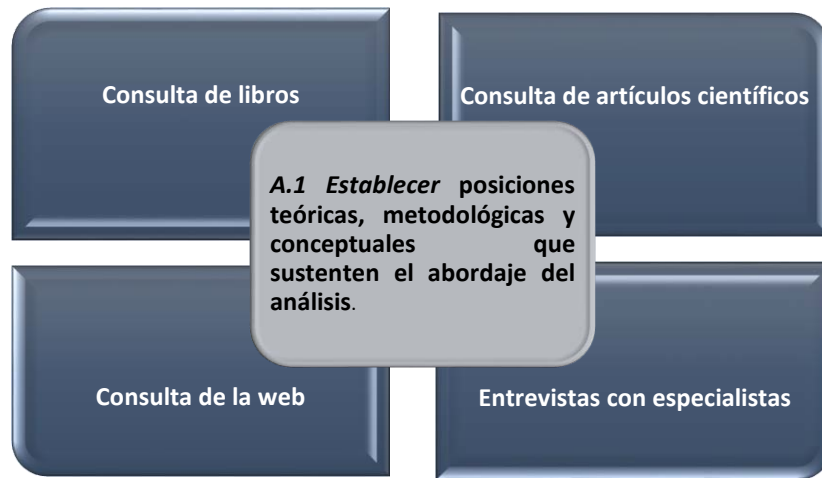 Consulta de libros
Consulta de artículos científicos
A.1 Establecer posiciones
teóricas, metodológicas y
conceptuales que
sustenten el abordaje del
análisis.
Consulta de la web
Entrevistas con especialistas